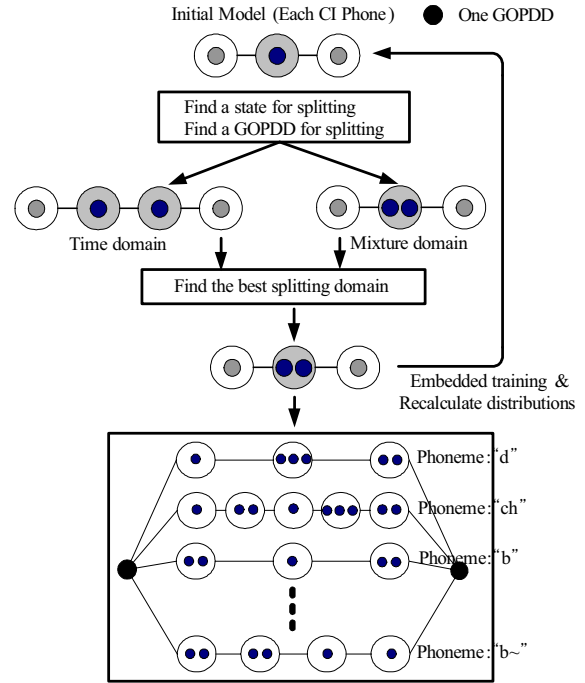 Initial Model (Each CI Phone)
One GOPDD
Find a state for splitting
Find a GOPDD for splitting
Time domain
Mixture domain
Find the best splitting domain
Embedded training &
Recalculate distributions
Phoneme:“d”
Phoneme:“ch”
Phoneme:“b”
Phoneme:“b~”